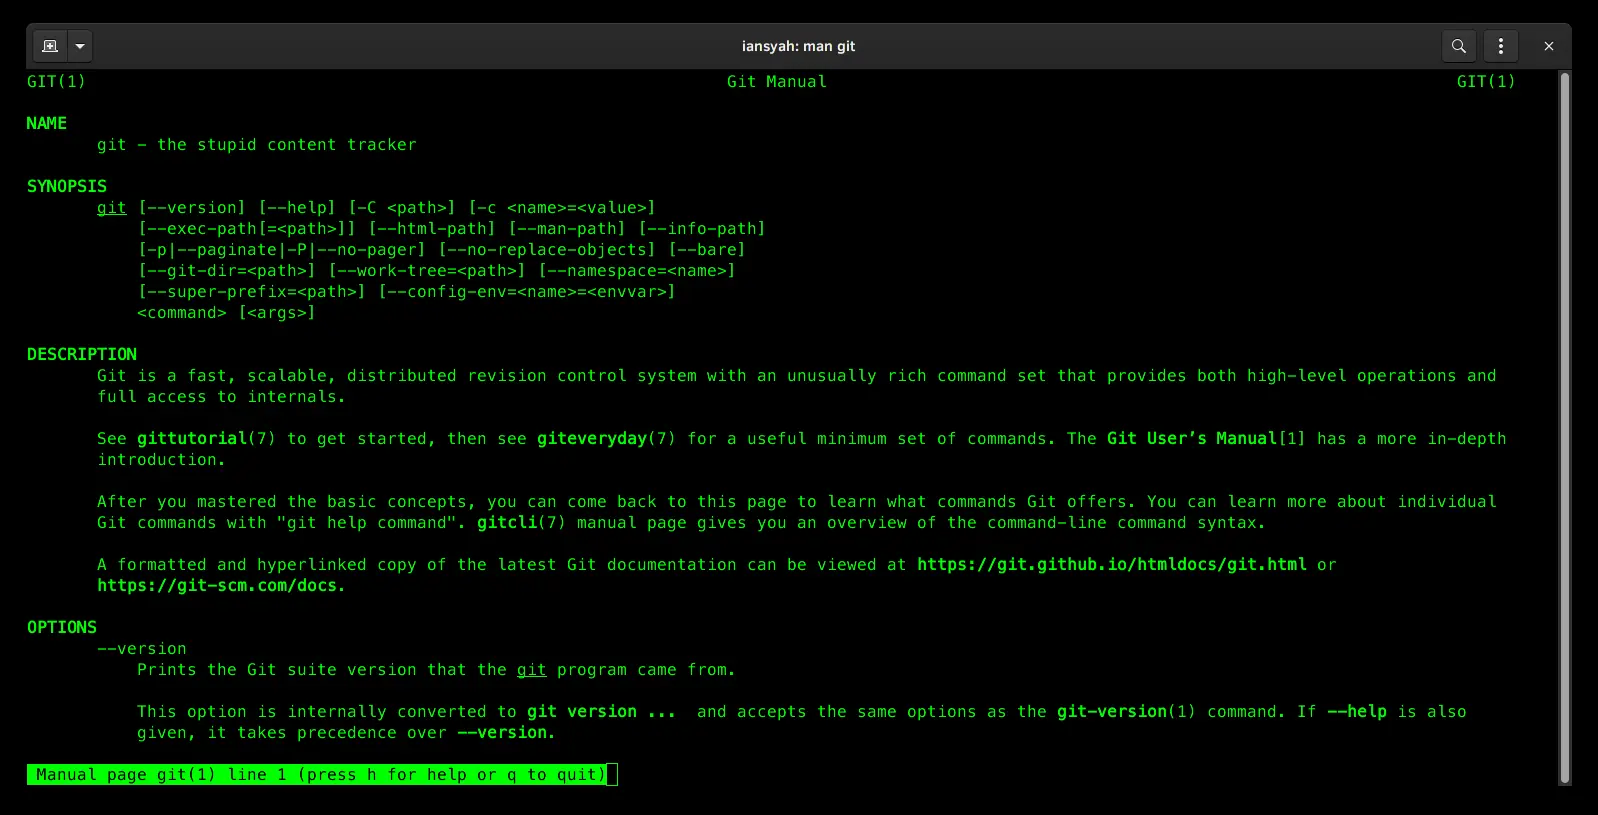 iansyah: man git
GIT(1) Git Manual GIT(1)
NAME
git – the stupid content tracker
SYNOPSIS
git [--version] [--help] [-C <path>] [-c <name>=<value>]
[--exec-path[=<path>]] [--html-path] [--man-path] [--info-path]
[-p|--paginate|-P|--no-pager] [--no-replace-objects] [--bare]
[--git-dir=<path>] [--work-tree=<path>] [--namespace=<name>]
[--super-prefix=<path>] [--config-env=<name>=<envvar>]
<command> [<args>]
DESCRIPTION
Git is a fast, scalable, distributed revision control system with an unusually rich command set that provides both high-level operations and
full access to internals.
See gittutorial(7) to get started, then see giteveryday(7) for a useful minimum set of commands. The Git User’s Manual[1] has a more in-depth
introduction.
After you mastered the basic concepts, you can come back to this page to learn what commands Git offers. You can learn more about individual
Git commands with "git help command". gitcli(7) manual page gives you an overview of the command-line command syntax.
A formatted and hyperlinked copy of the latest Git documentation can be viewed at https://git.github.io/htmldocs/git.html or
https://git-scm.com/docs.
OPTIONS
--version
Prints the Git suite version that the git program came from.
This option is internally converted to git version ... and accepts the same options as the git-version(1) command. If --help is also
given, it takes precedence over --version.
Manual page git(1) line 1 (press h for help or q to quit)